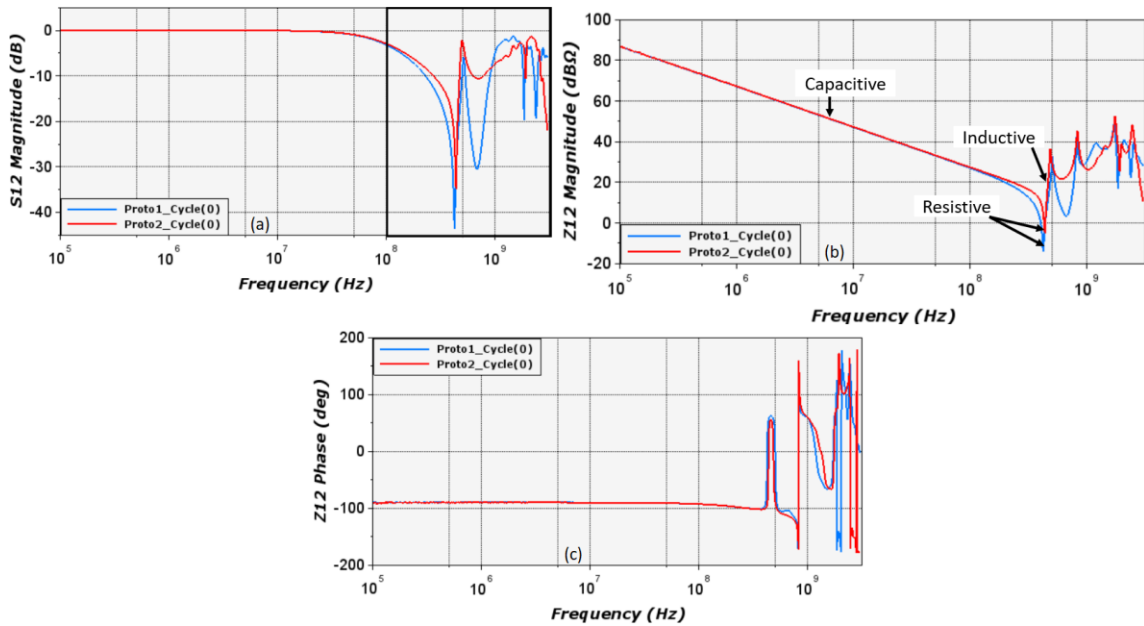 S12 Magnitude (dB)
0
-10
-20
-30
-40
Proto1_Cycle(0)
Proto2_Cycle(0)
(a)
10^5 10^6 10^7 10^8 10^9
Frequency (Hz)
Z12 Magnitude (dBΩ)
100
80
60
40
20
0
-20
Capacitive
Inductive
Resistive
Proto1_Cycle(0)
Proto2_Cycle(0)
(b)
10^5 10^6 10^7 10^8 10^9
Frequency (Hz)
Z12 Phase (deg)
200
100
0
-100
-200
Proto1_Cycle(0)
Proto2_Cycle(0)
(c)
10^5 10^6 10^7 10^8 10^9
Frequency (Hz)